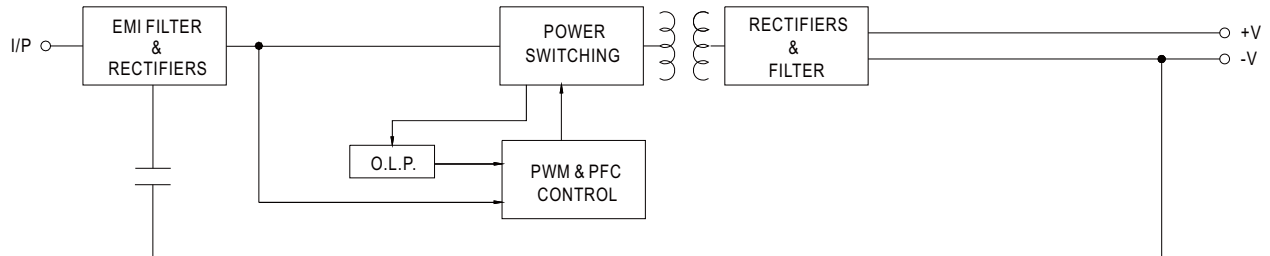 I/P
EMI FILTER
&
RECTIFIERS
POWER
SWITCHING
RECTIFIERS
&
FILTER
+V
-V
O.L.P.
PWM & PFC
CONTROL